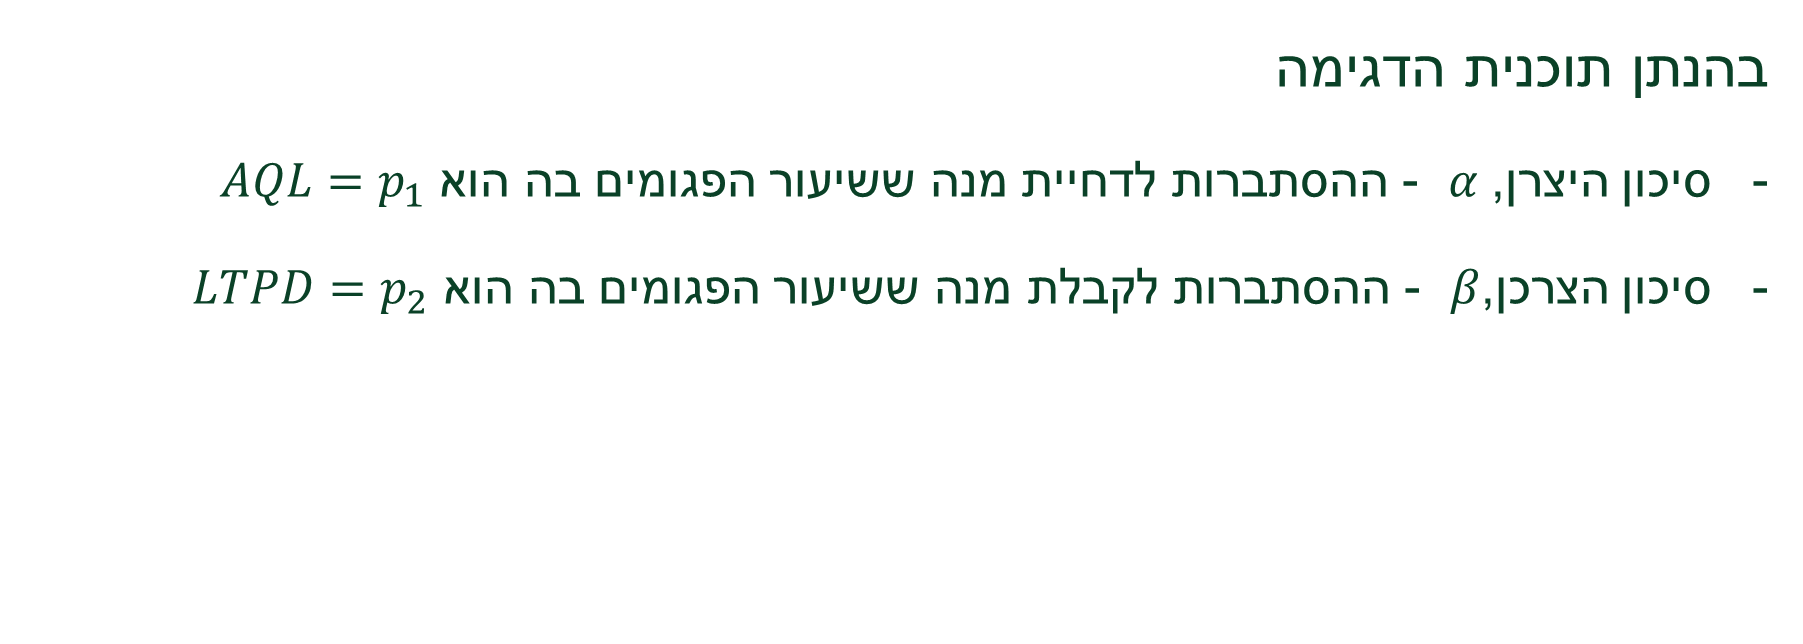 בהנתן תוכנית הדגימה
- סיכון היצרן, α - ההסתברות לדחיית מנה ששיעור הפגומים בה הוא AQL = p₁
- סיכון הצרכן,β - ההסתברות לקבלת מנה ששיעור הפגומים בה הוא LTPD = p₂